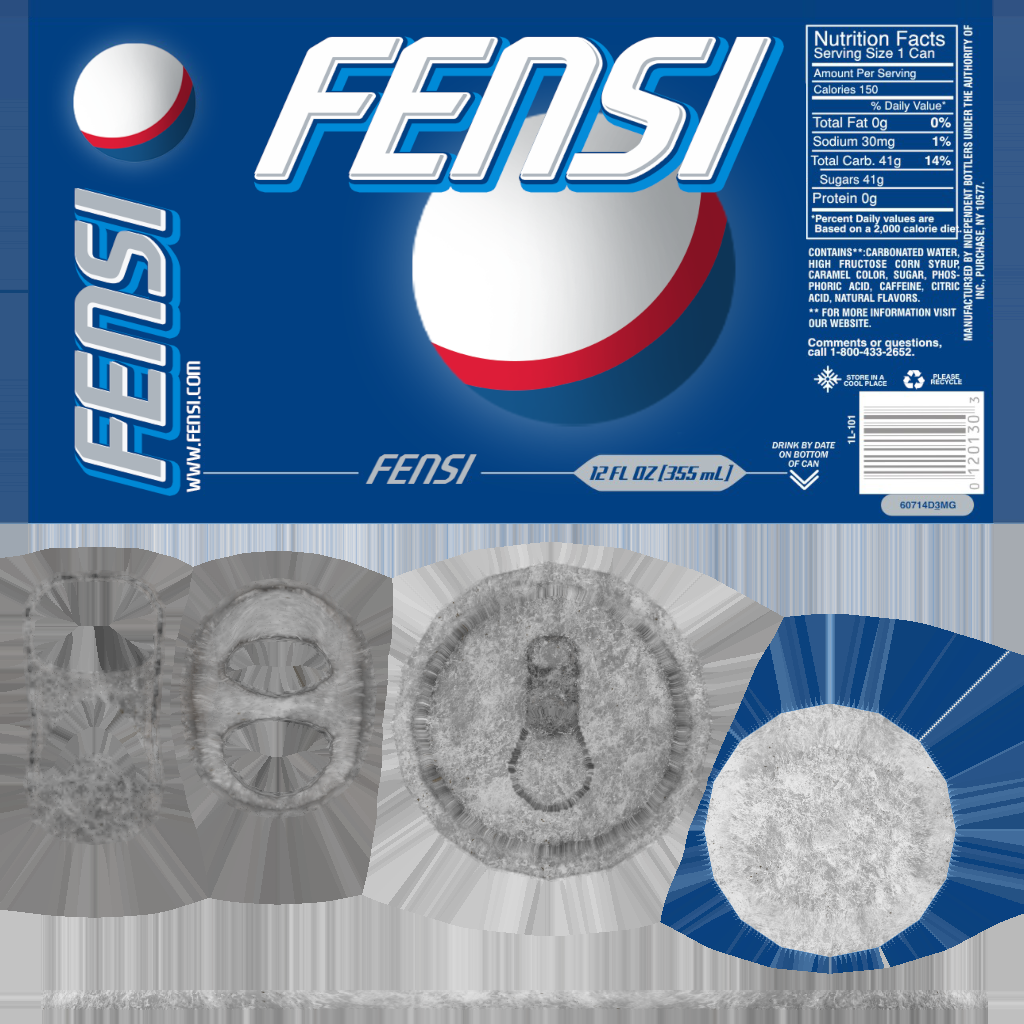 FENSI
FENSI
WWW.FENSI.COM
FENSI
12 FL OZ [355 mL]
DRINK BY DATE
ON BOTTOM
OF CAN
Nutrition Facts
Serving Size 1 Can
Amount Per Serving
Calories 150
% Daily Value*
Total Fat 0g 0%
Sodium 30mg 1%
Total Carb. 41g 14%
Sugars 41g
Protein 0g
*Percent Daily values are
Based on a 2,000 calorie diet.
CONTAINS**:CARBONATED WATER,
HIGH FRUCTOSE CORN SYRUP,
CARAMEL COLOR, SUGAR, PHOS-
PHORIC ACID, CAFFEINE, CITRIC
ACID, NATURAL FLAVORS.
** FOR MORE INFORMATION VISIT
OUR WEBSITE.
Comments or questions,
call 1-800-433-2652.
STORE IN A
COOL PLACE
PLEASE
RECYCLE
MANUFACTUR3ED BY INDEPENDENT BOTTLERS UNDER THE AUTHORITY OF
INC., PURCHASE, NY 10577.
1L-101
0 120130 3
60714D3MG